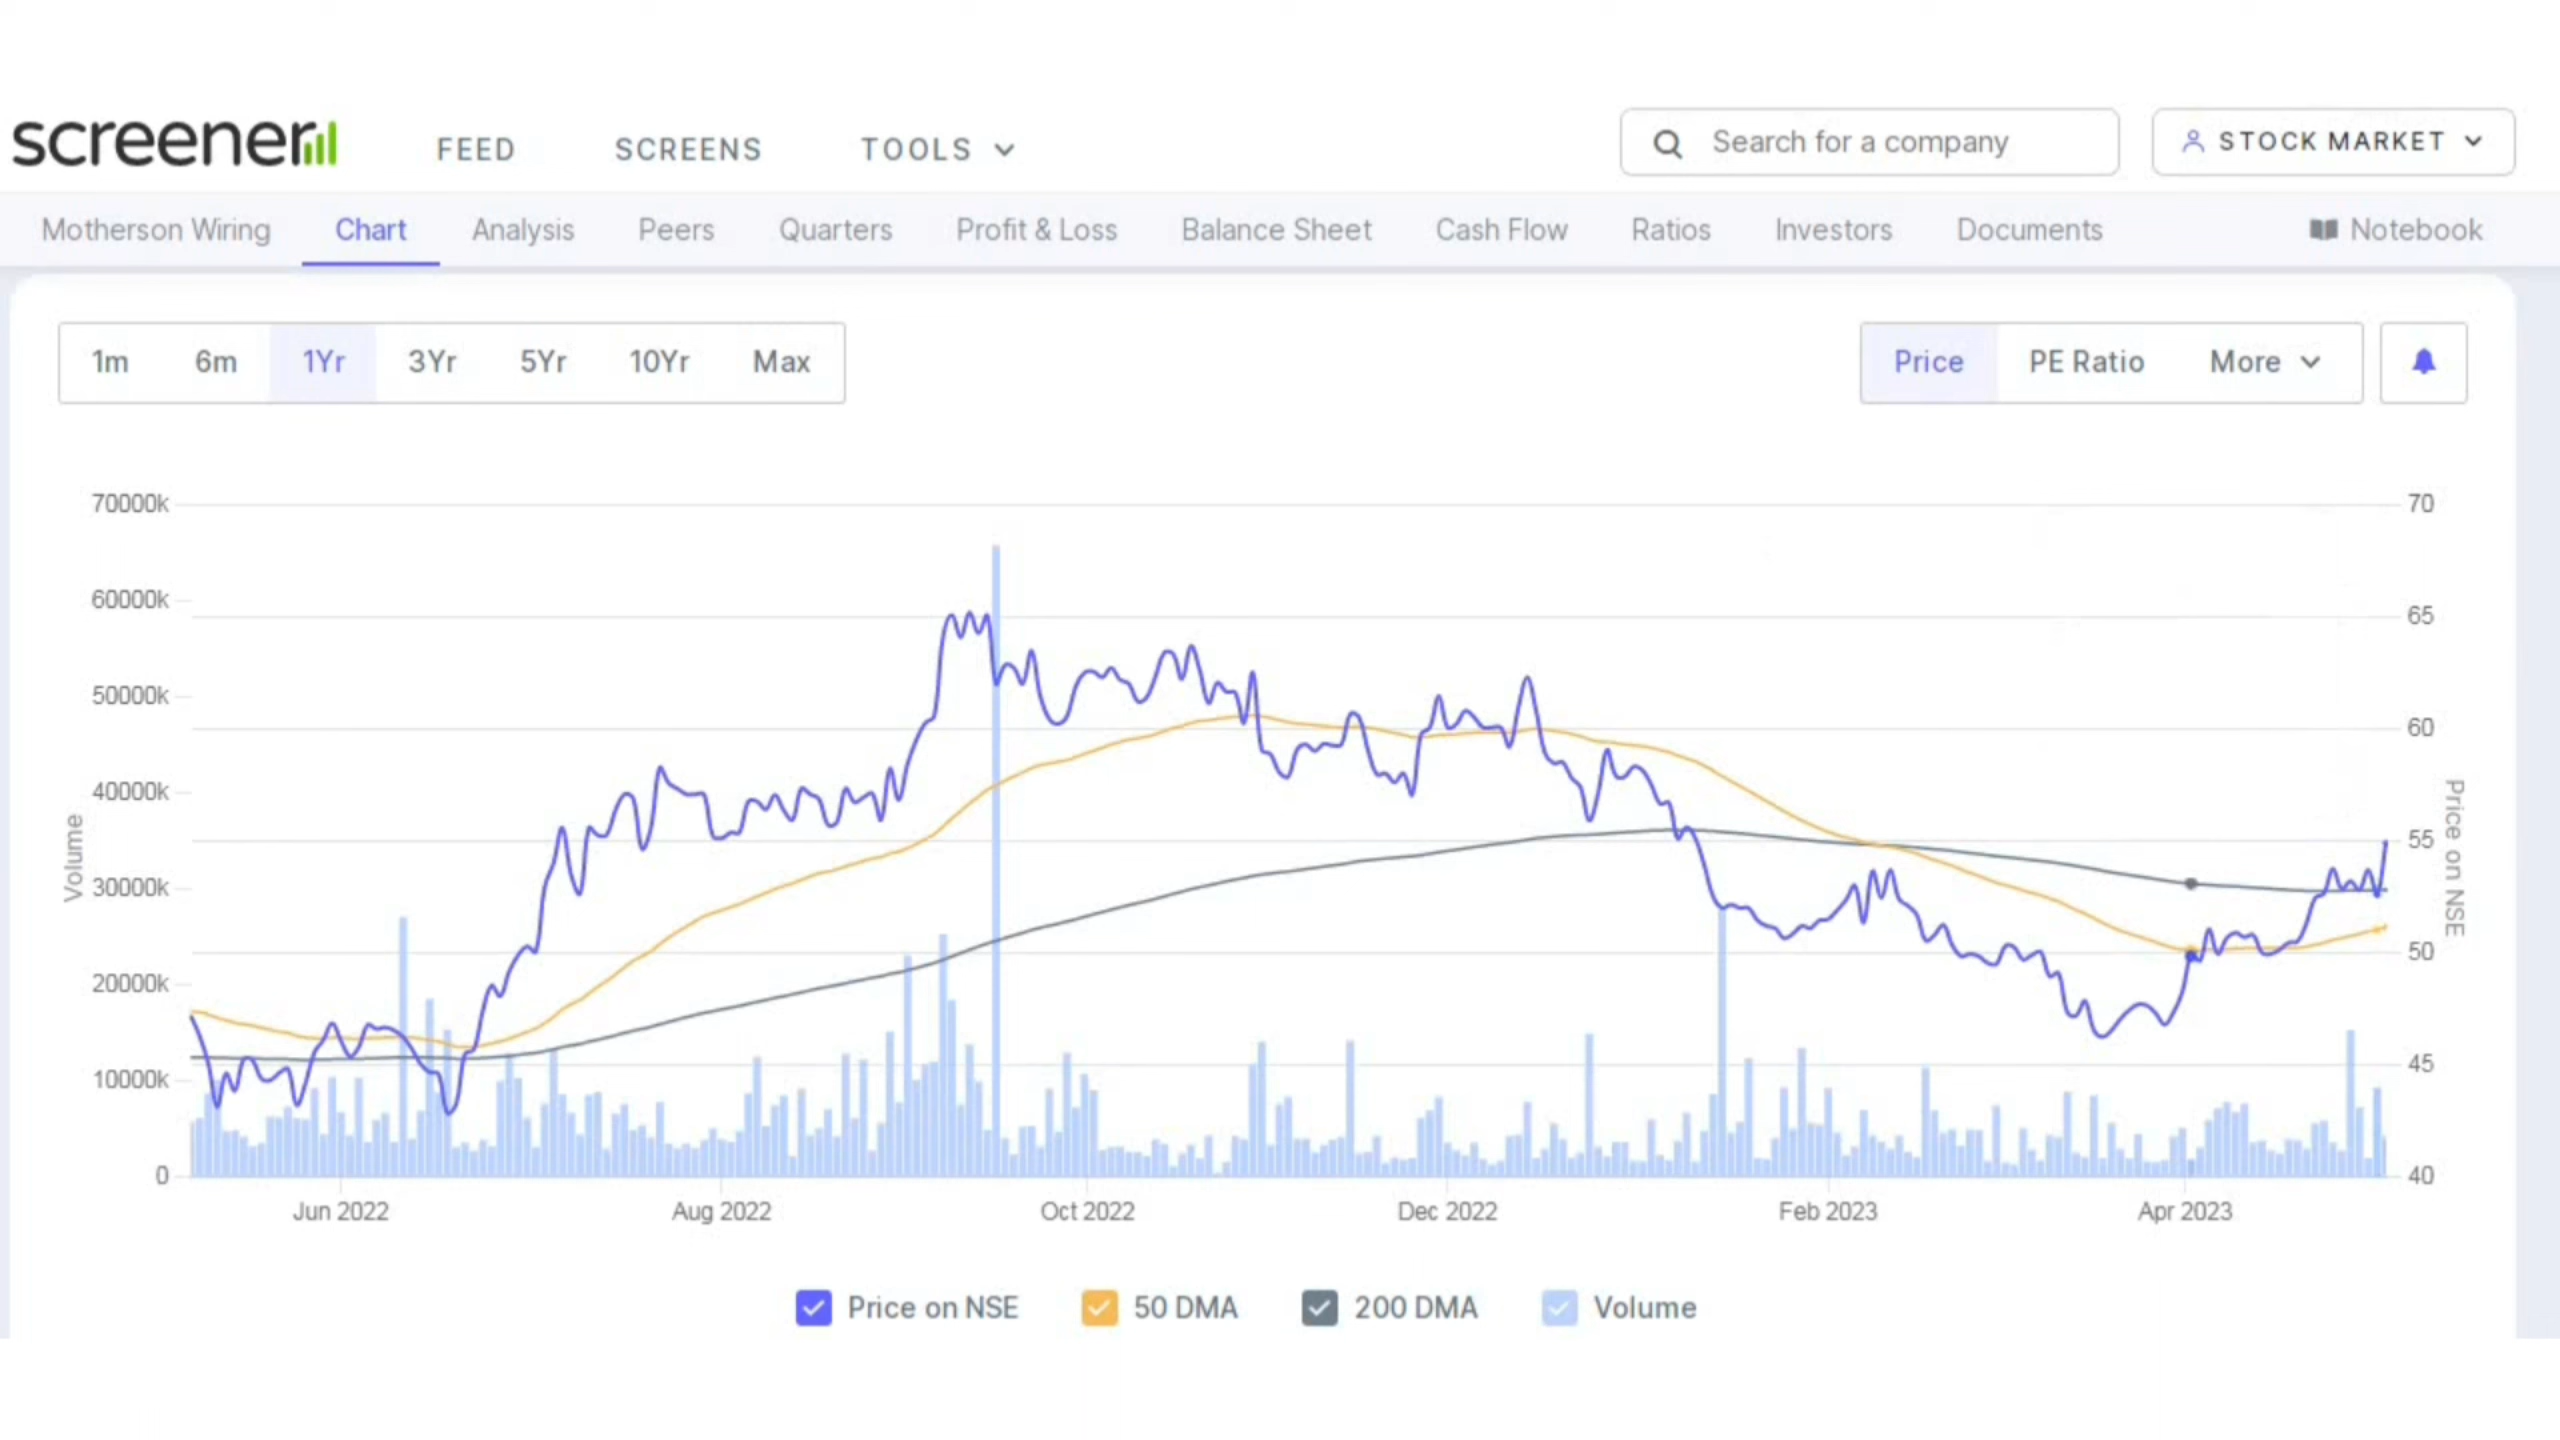 screener FEED SCREENS TOOLS Search for a company STOCK MARKET
Motherson Wiring Chart Analysis Peers Quarters Profit & Loss Balance Sheet Cash Flow Ratios Investors Documents Notebook
1m 6m 1Yr 3Yr 5Yr 10Yr Max Price PE Ratio More
70000k 70
60000k 65
50000k 60
40000k 55
30000k 50
20000k 45
10000k 40
0
Volume
Price on NSE
Jun 2022 Aug 2022 Oct 2022 Dec 2022 Feb 2023 Apr 2023
Price on NSE 50 DMA 200 DMA Volume